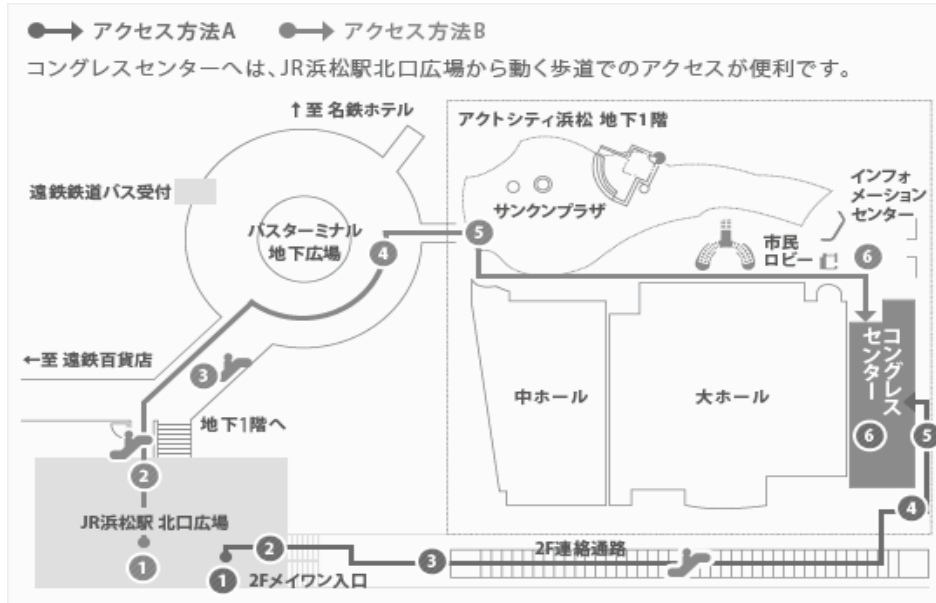 アクセス方法A
アクセス方法B
コングレスセンターへは、JR浜松駅北口広場から動く歩道でのアクセスが便利です。
↑至 名鉄ホテル
アクトシティ浜松 地下1階
遠鉄鉄道バス受付
インフォ
メーション
センター
サンクンプラザ
バスターミナル
地下広場
4
5
市民
ロビー
6
←至 遠鉄百貨店
3
コングレス
センター
中ホール
大ホール
地下1階へ
6
5
2
JR浜松駅 北口広場
4
1
1
2
2Fメイワン入口
3
2F連絡通路